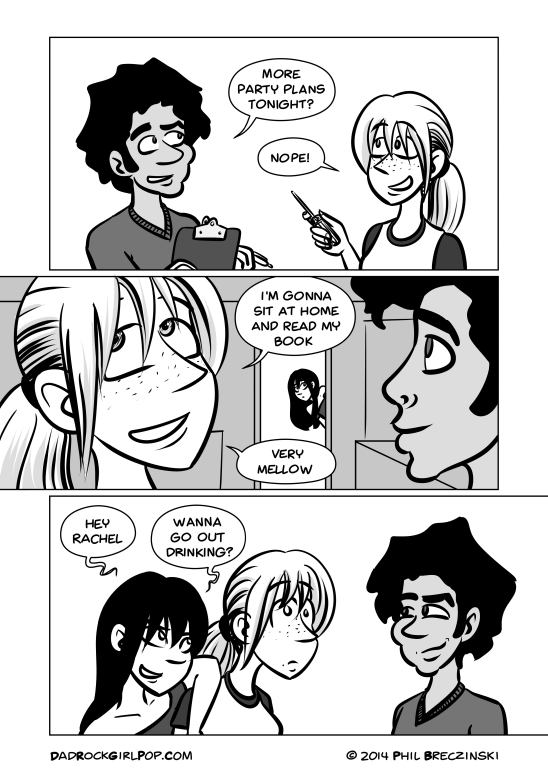 MORE
PARTY PLANS
TONIGHT?
NOPE!
I'M GONNA
SIT AT HOME
AND READ MY
BOOK
VERY
MELLOW
HEY
RACHEL
WANNA
GO OUT
DRINKING?
DADROCKGIRLPOP.COM
© 2014 PHIL BRECZINSKI